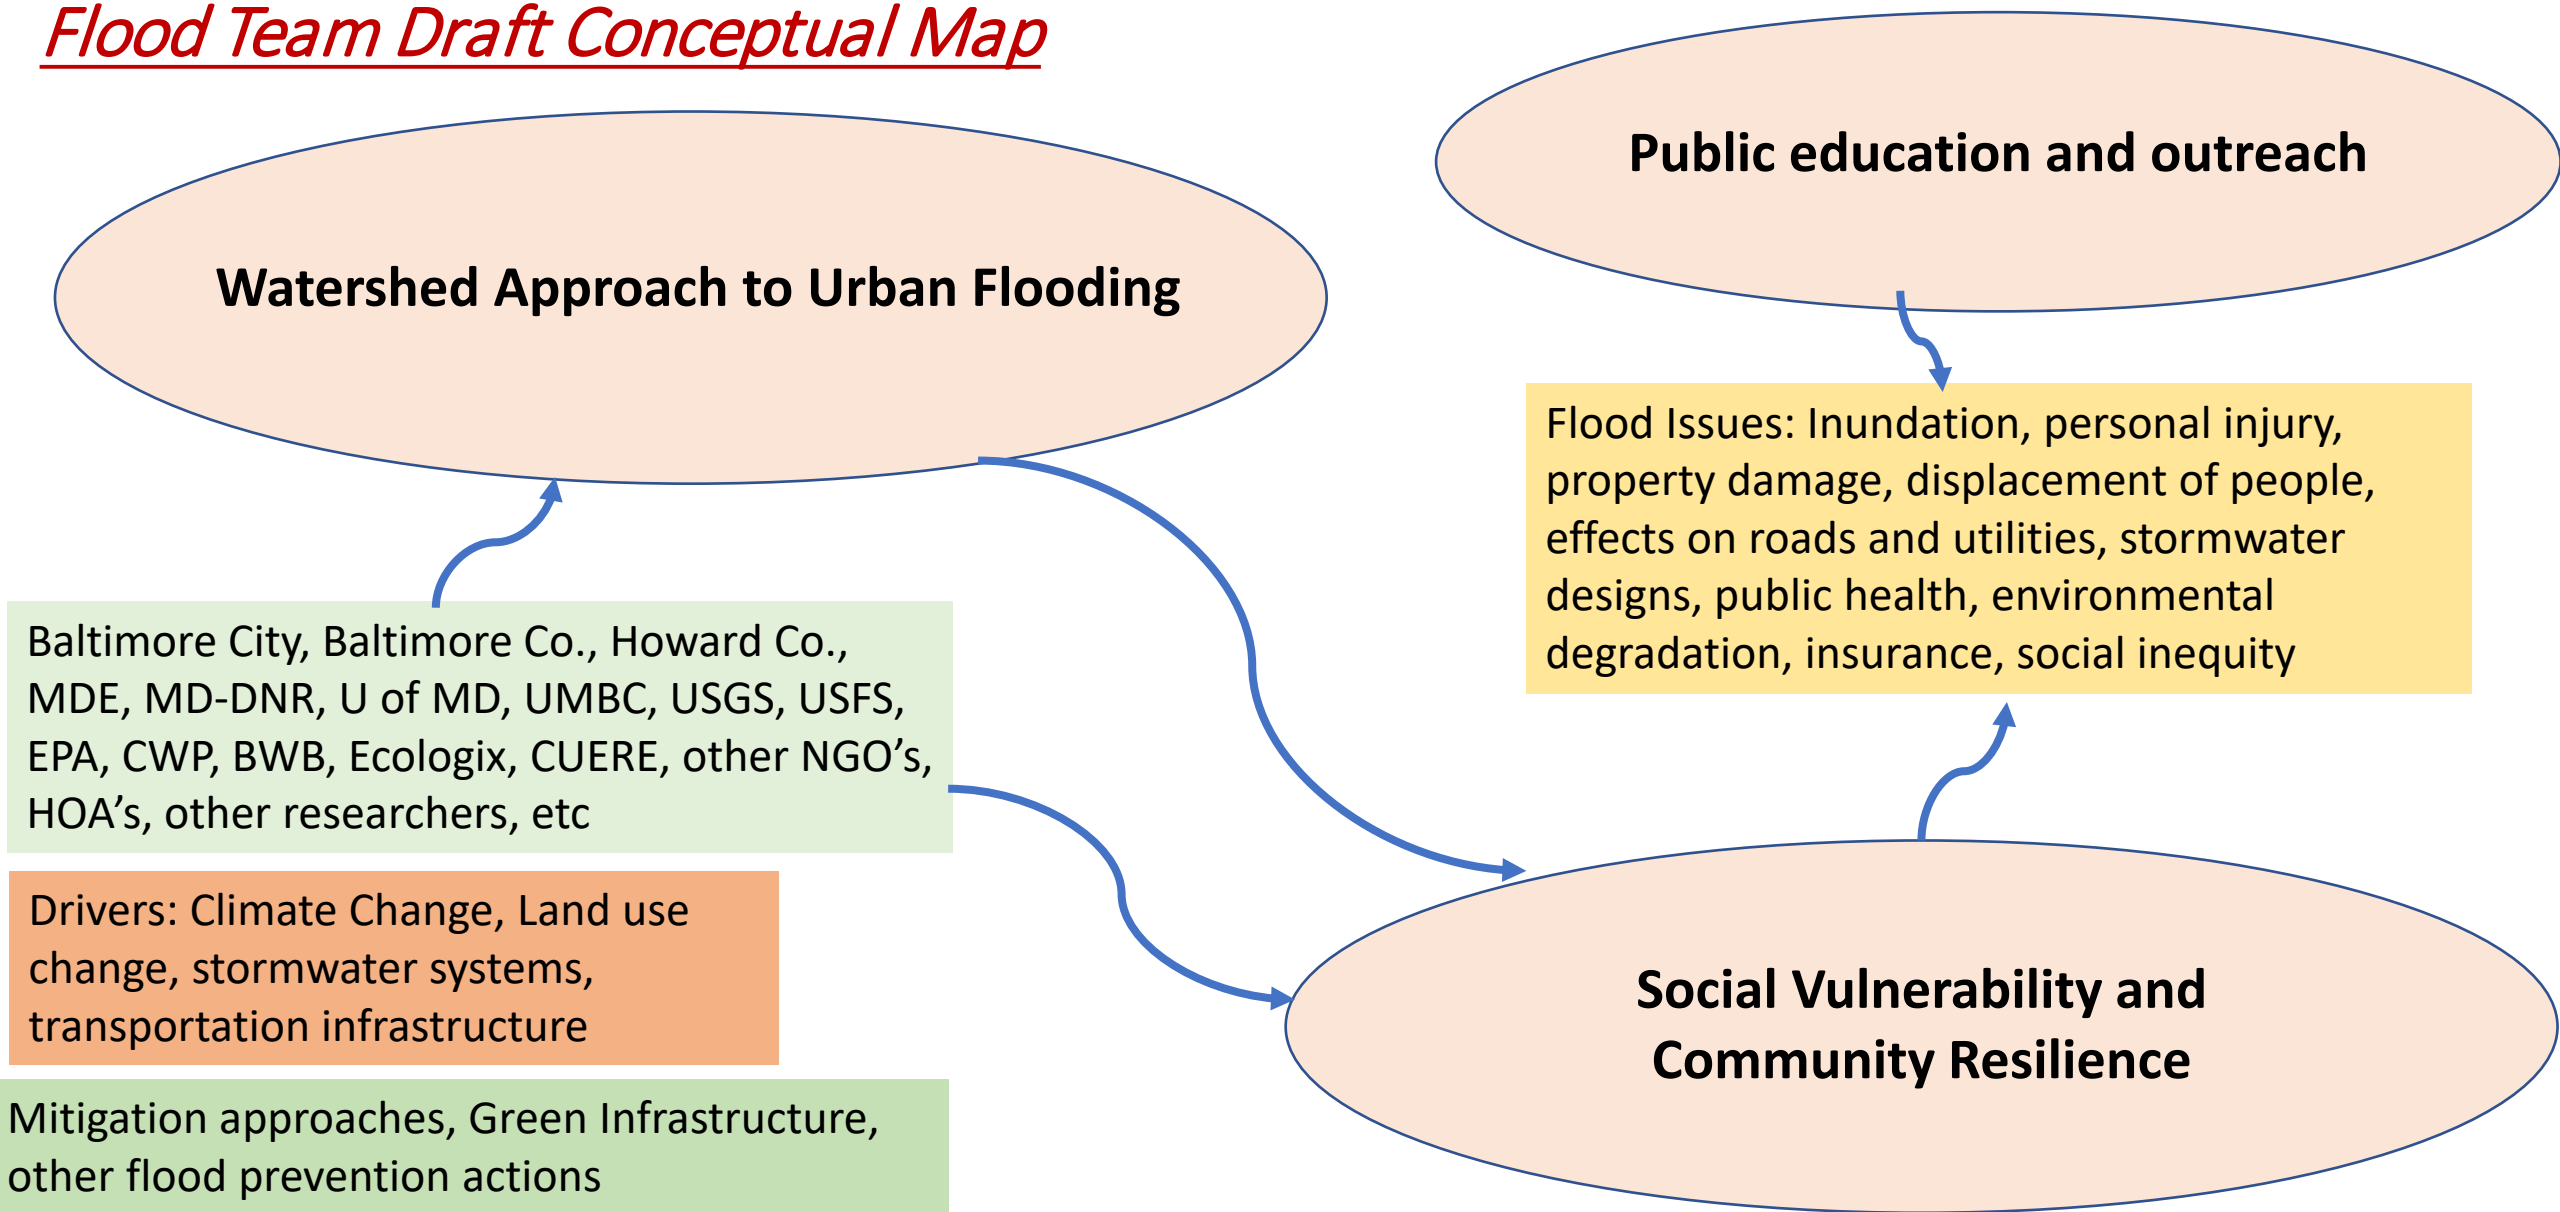 Flood Team Draft Conceptual Map
Watershed Approach to Urban Flooding
Public education and outreach
Flood Issues: Inundation, personal injury,
property damage, displacement of people,
effects on roads and utilities, stormwater
designs, public health, environmental
degradation, insurance, social inequity
Baltimore City, Baltimore Co., Howard Co.,
MDE, MD-DNR, U of MD, UMBC, USGS, USFS,
EPA, CWP, BWB, Ecologix, CUERE, other NGO’s,
HOA’s, other researchers, etc
Drivers: Climate Change, Land use
change, stormwater systems,
transportation infrastructure
Mitigation approaches, Green Infrastructure,
other flood prevention actions
Social Vulnerability and
Community Resilience